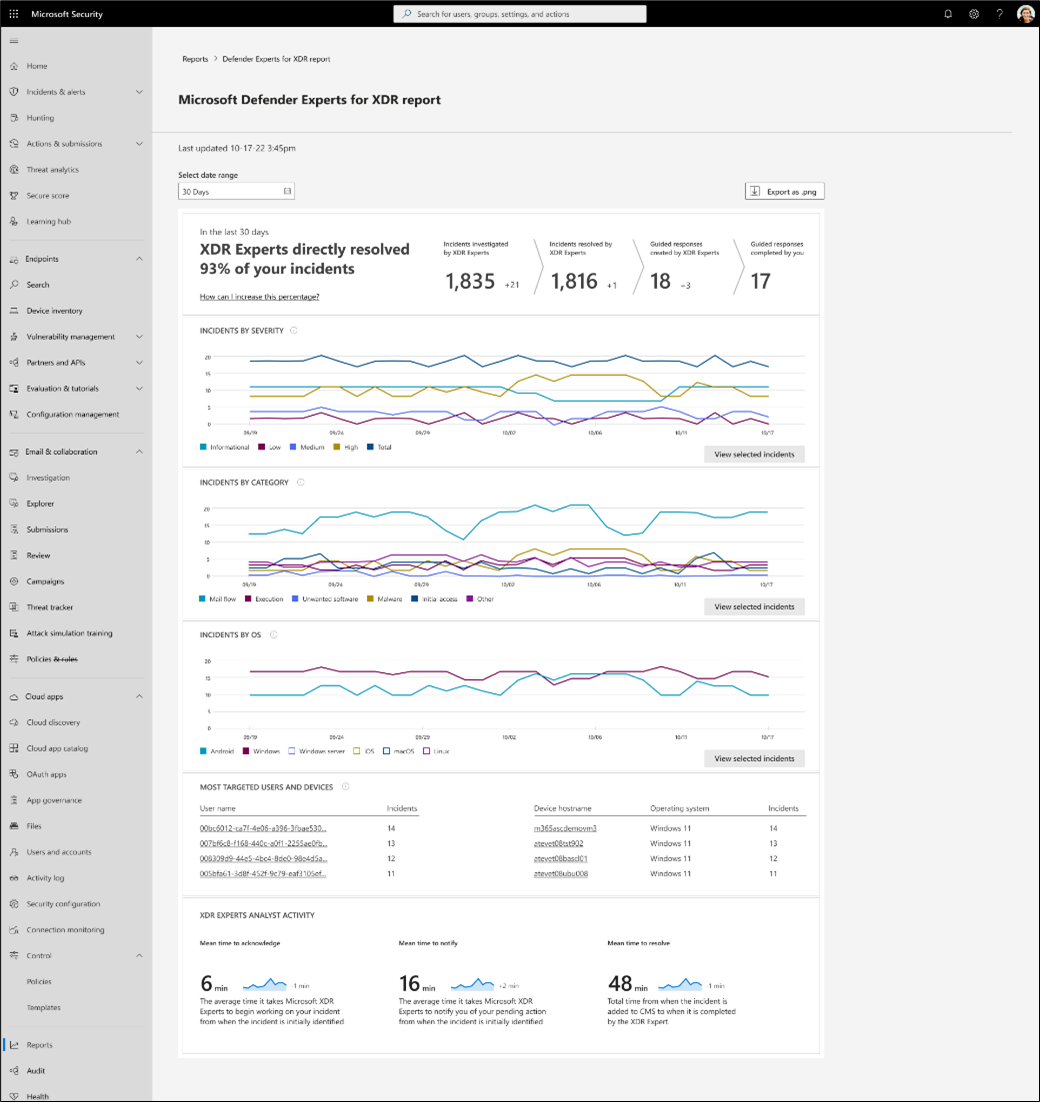 Microsoft Security
Search for users, groups, settings, and actions
Home
Incidents & alerts
Hunting
Actions & submissions
Threat analytics
Secure score
Learning hub
Endpoints
Search
Device inventory
Vulnerability management
Partners and APIs
Evaluation & tutorials
Configuration management
Email & collaboration
Investigation
Explorer
Submissions
Review
Campaigns
Threat tracker
Attack simulation training
Policies & rules
Cloud apps
Cloud discovery
Cloud app catalog
OAuth apps
App governance
Files
Users and accounts
Activity log
Security configuration
Connection monitoring
Control
Policies
Templates
Reports
Audit
Health
Reports > Defender Experts for XDR report
Microsoft Defender Experts for XDR report
Last updated 10-17-22 3:45pm
Select date range
30 Days
Export as .png
In the last 30 days
XDR Experts directly resolved
93% of your incidents
How can I increase this percentage?
Incidents investigated
by XDR Experts
1,835 +21
Incidents resolved by
XDR Experts
1,816 +1
Guided responses
created by XDR Experts
18 -3
Guided responses
completed by you
17
INCIDENTS BY SEVERITY
20
15
10
5
0
09/19 09/24 09/29 10/02 10/06 10/11 10/17
Informational Low Medium High Total
View selected incidents
INCIDENTS BY CATEGORY
20
15
10
5
0
09/19 09/24 09/29 10/02 10/06 10/11 10/17
Mail flow Execution Unwanted software Malware Initial access Other
View selected incidents
INCIDENTS BY OS
20
15
10
5
0
09/19 09/24 09/29 10/02 10/06 10/11 10/17
Android Windows Windows server iOS macOS Linux
View selected incidents
MOST TARGETED USERS AND DEVICES
User name Incidents Device hostname Operating system Incidents
00bc6012-ca7f-4e06-a396-3fbae530... 14 m365ascdemovm3 Windows 11 14
007bf6c8-f168-440c-a0f1-2255ae0fb... 13 atevet08tst902 Windows 11 13
008309d9-44e5-4bc4-8de0-98o4d5a... 12 atevet08bascl01 Windows 11 12
005bfa61-3d8f-452f-9c79-eaf3105ef... 11 atevet08ubu008 Windows 11 11
XDR EXPERTS ANALYST ACTIVITY
Mean time to acknowledge
6 min -1 min
The average time it takes Microsoft XDR
Experts to begin working on your incident
from when the incident is initially identified
Mean time to notify
16 min +2 min
The average time it takes Microsoft XDR
Experts to notify you of your pending action
from when the incident is initially identified
Mean time to resolve
48 min -1 min
Total time from when the incident is
added to CMS to when it is completed
by the XDR Expert.